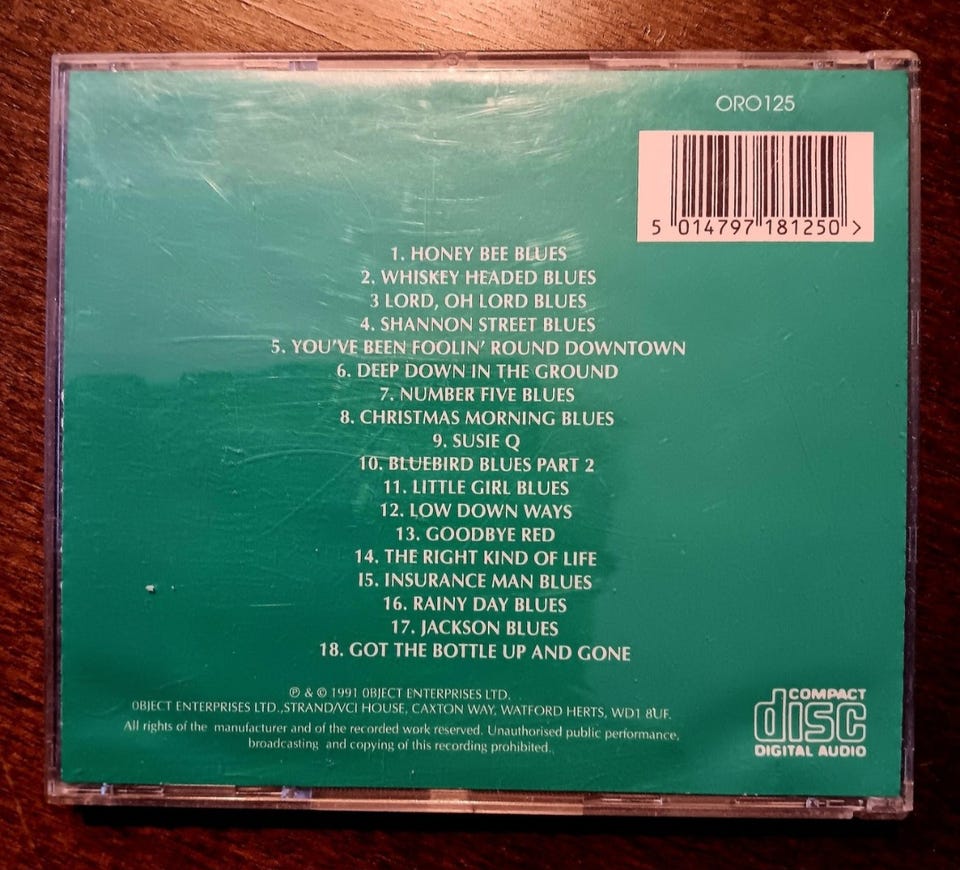 ORO125
5 014797 181250 >
1. HONEY BEE BLUES
2. WHISKEY HEADED BLUES
3 LORD, OH LORD BLUES
4. SHANNON STREET BLUES
5. YOU'VE BEEN FOOLIN' ROUND DOWNTOWN
6. DEEP DOWN IN THE GROUND
7. NUMBER FIVE BLUES
8. CHRISTMAS MORNING BLUES
9. SUSIE Q
10. BLUEBIRD BLUES PART 2
11. LITTLE GIRL BLUES
12. LOW DOWN WAYS
13. GOODBYE RED
14. THE RIGHT KIND OF LIFE
15. INSURANCE MAN BLUES
16. RAINY DAY BLUES
17. JACKSON BLUES
18. GOT THE BOTTLE UP AND GONE
℗ & © 1991 OBJECT ENTERPRISES LTD.
OBJECT ENTERPRISES LTD.,STRAND/VCI HOUSE, CAXTON WAY, WATFORD HERTS, WD1 8UF.
All rights of the manufacturer and of the recorded work reserved. Unauthorised public performance,
broadcasting and copying of this recording prohibited.
COMPACT
disc
DIGITAL AUDIO